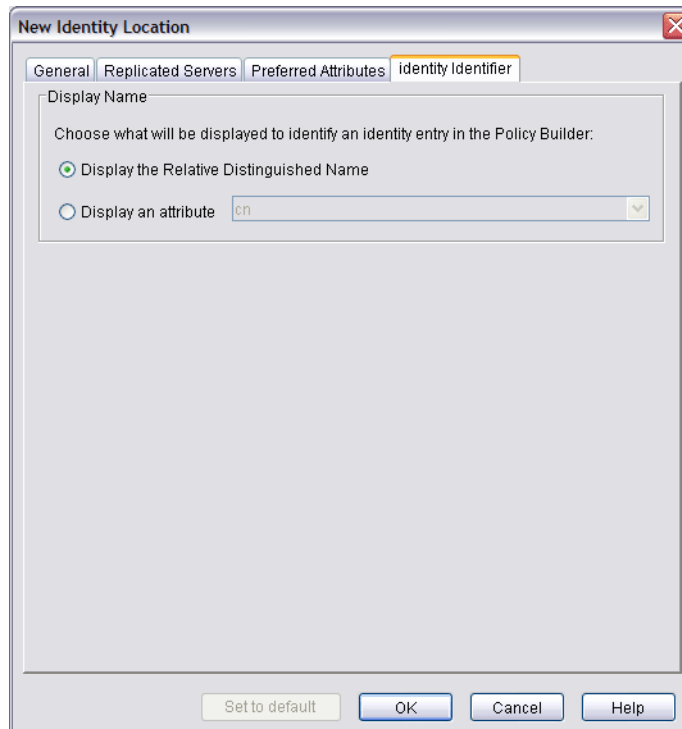 New Identity Location
General Replicated Servers Preferred Attributes identity Identifier
Display Name
Choose what will be displayed to identify an identity entry in the Policy Builder:
Display the Relative Distinguished Name
Display an attribute cn
Set to default OK Cancel Help